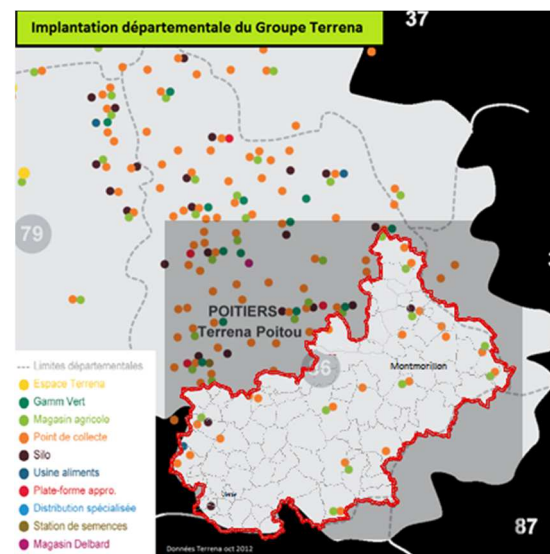 Implantation départementale du Groupe Terrena
37
79
POITIERS
Terrena Poitou
86
Montmorillon
---- Limites départementales
Espace Terrena
Gamm Vert
Magasin agricole
Point de collecte
Silo
Usine aliments
Plate-forme appro.
Distribution spécialisée
Station de semences
Magasin Delbard
87
Données Terrena oct 2012